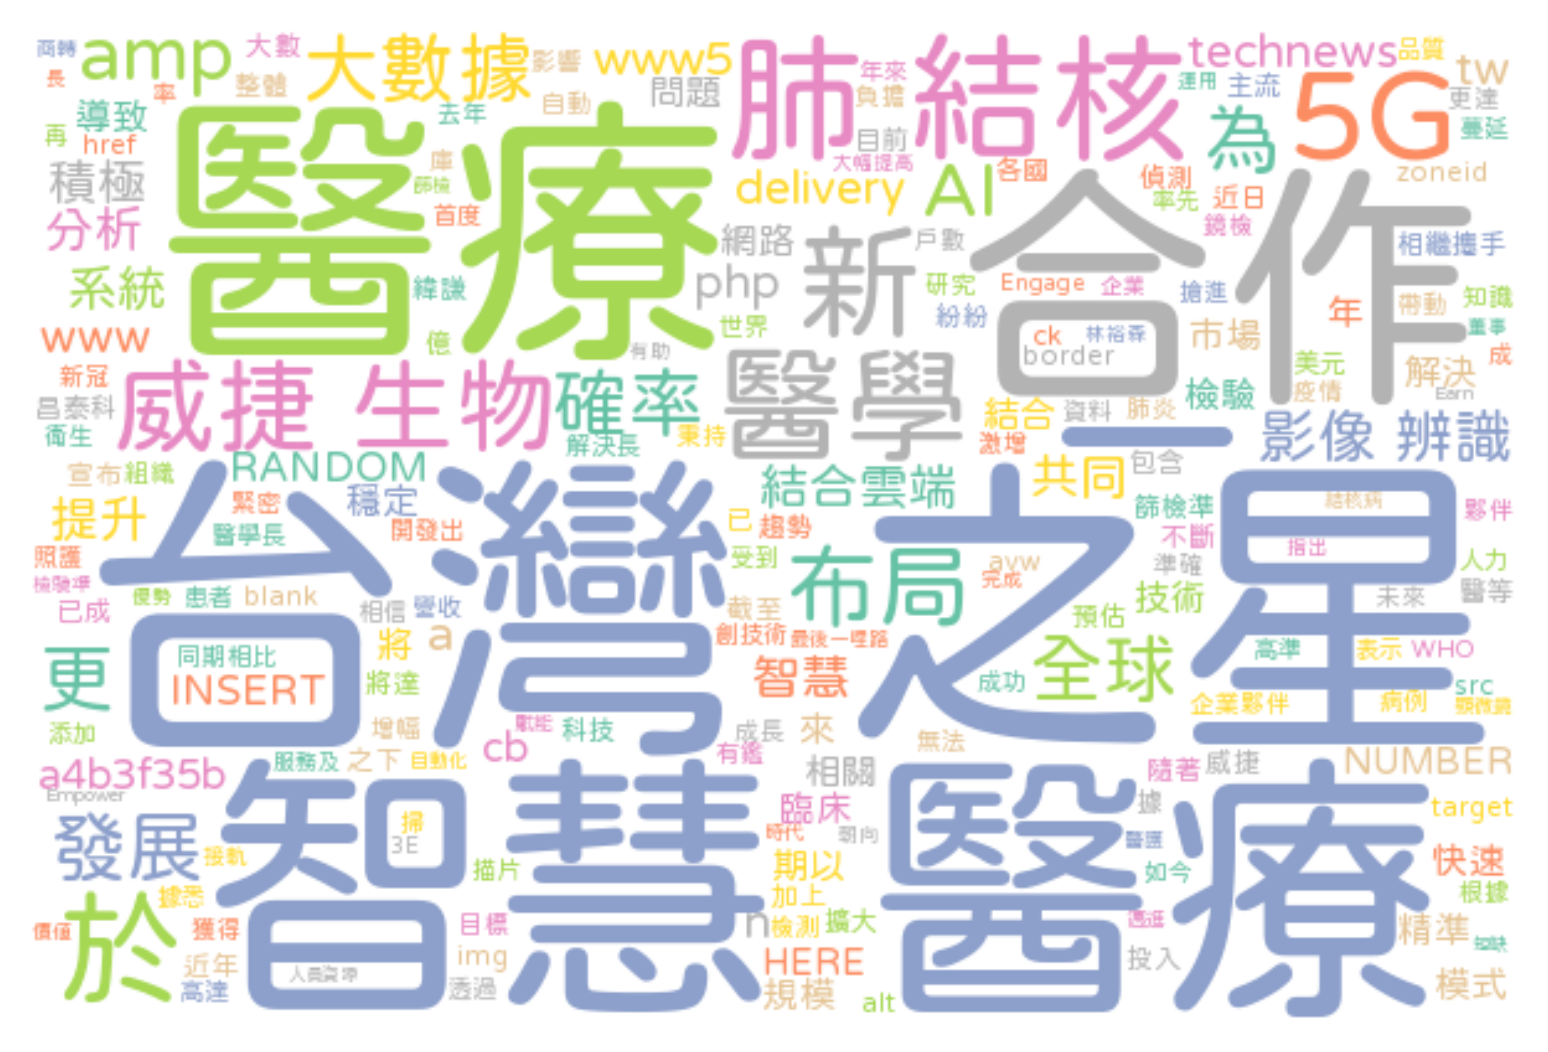 商轉 amp 大數 大數據 影響 www5 肺結核 technews 品質
長 率 整體 自動 問題 年來 負擔 運用 主流 5G tw 更達
導致 去年 目前 為 蔓延
再 href 醫療 庫 大幅提高 各國 偵測 zoneid
積極 篩檢 delivery AI 率先 近日
分析 首度 網路 新 戶數 合作 鏡檢 相繼攜手
系統 緯謙 php 研究 Engage 企業 搶進 年 帶動 知識
www 億 世界 紛紛 ck 林裕森 市場 董事
有助 border 美元 解決 成
新冠 威捷 生物 確率 醫學 檢驗 疫情 Earn
昌泰科 結合 資料 肺炎
衛生 解決長 秉持 激增 一 影像 辨識
宣布 組織 RANDOM 結合雲端 共同 包含 結核病
提升 緊密 穩定 已 趨勢 篩檢準 夥伴
醫學長 開發出 不斷 指出
照護 台灣之星 受到 布局 avw 準確 人力
檢驗準 完成 技術 未來 醫等
已成 優勢 患者 blank 相信 營收 截至 預估
將 a 創技術 最後一哩路 全球 高準 表示 WHO
更 同期相比 智慧 成功 src
INSERT 將達 企業夥伴 病例 顯微鏡
添加 增幅 賦能 科技 成長 來 無法
服務及 之下 自動化 cb 有鑑 NUMBER
a4b3f35b 相關 隨著 威捷
Empower 智慧醫療 臨床 據 target
發展 掃 時代 朝向 醫匯
接軌 3E 描片 期以 如今 快速
據悉 加上 根據
於 價值 獲得 目標 n 檢測 擴大 邁進 精準 短缺
近年 人員資源 img HERE 投入
高達 透過 規模 alt 模式